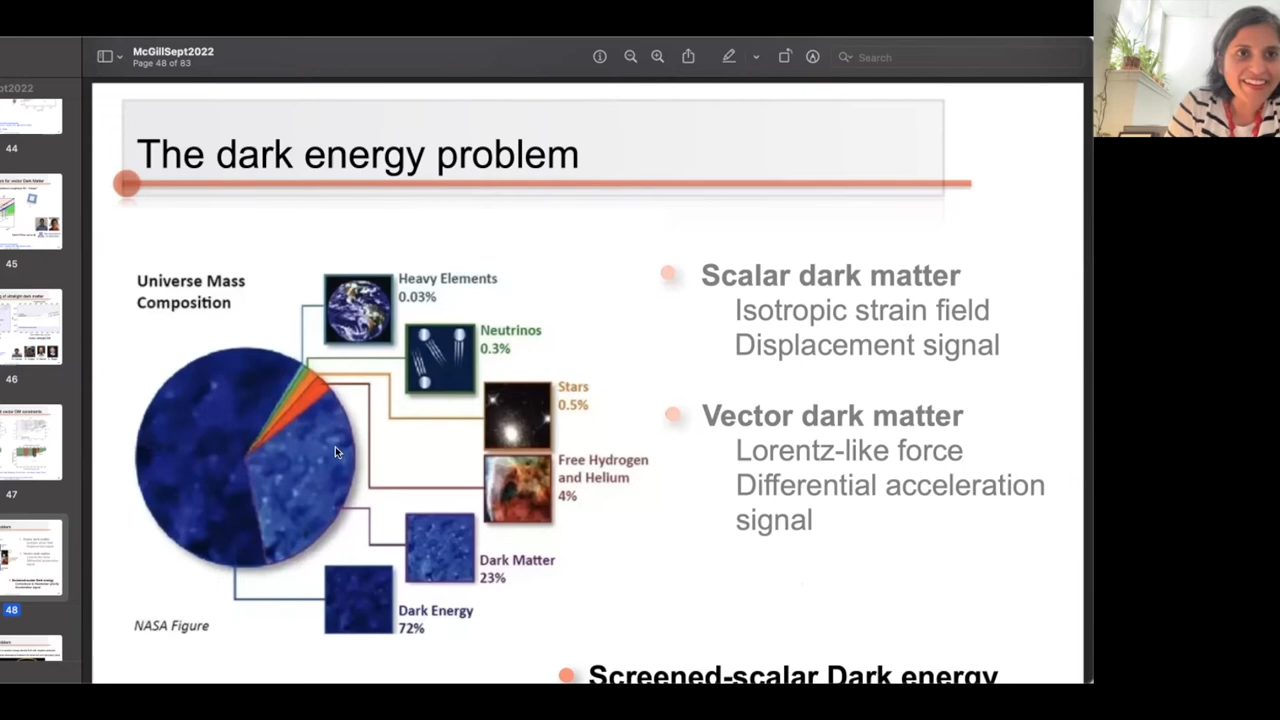 McGillSept2022
Page 48 of 83
Search
pt2022
44
45
46
47
48
The dark energy problem
Universe Mass
Composition
Heavy Elements
0.03%
Neutrinos
0.3%
Stars
0.5%
Free Hydrogen
and Helium
4%
Dark Matter
23%
Dark Energy
72%
NASA Figure
Scalar dark matter
Isotropic strain field
Displacement signal
Vector dark matter
Lorentz-like force
Differential acceleration
signal
Screened-scalar Dark energy